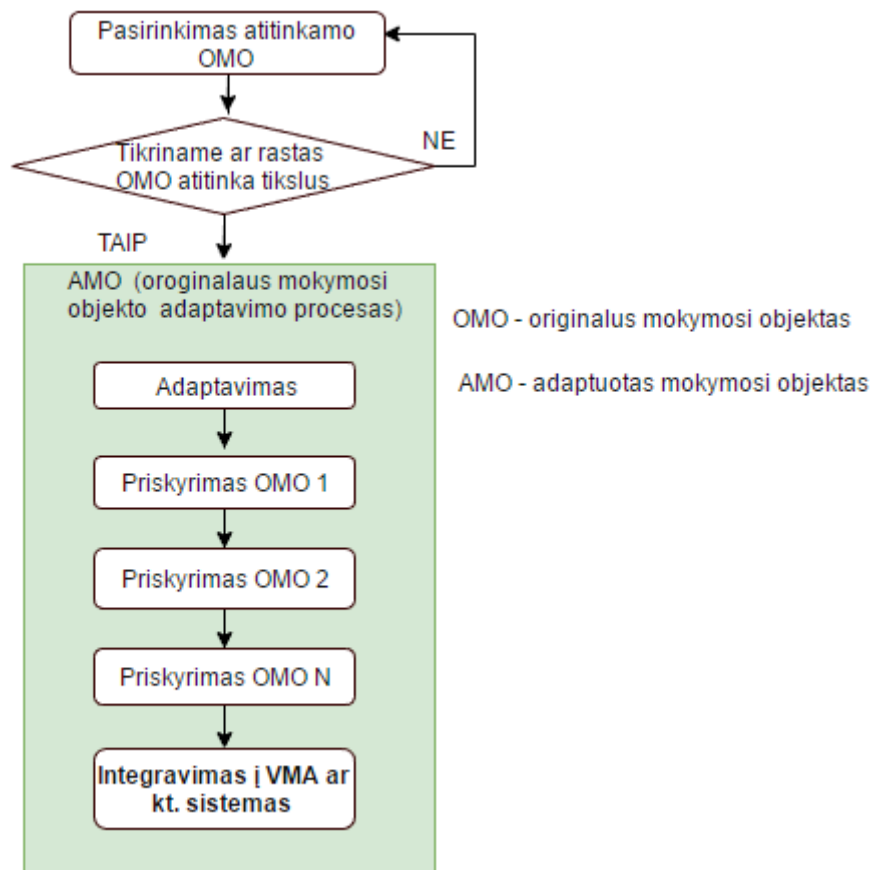 Pasirinkimas atitinkamo
OMO
NE
Tikriname ar rastas
OMO atitinka tikslus
TAIP
AMO (oroginalaus mokymosi
objekto adaptavimo procesas)
OMO - originalus mokymosi objektas
AMO - adaptuotas mokymosi objektas
Adaptavimas
Priskyrimas OMO 1
Priskyrimas OMO 2
Priskyrimas OMO N
Integravimas į VMA ar
kt. sistemas